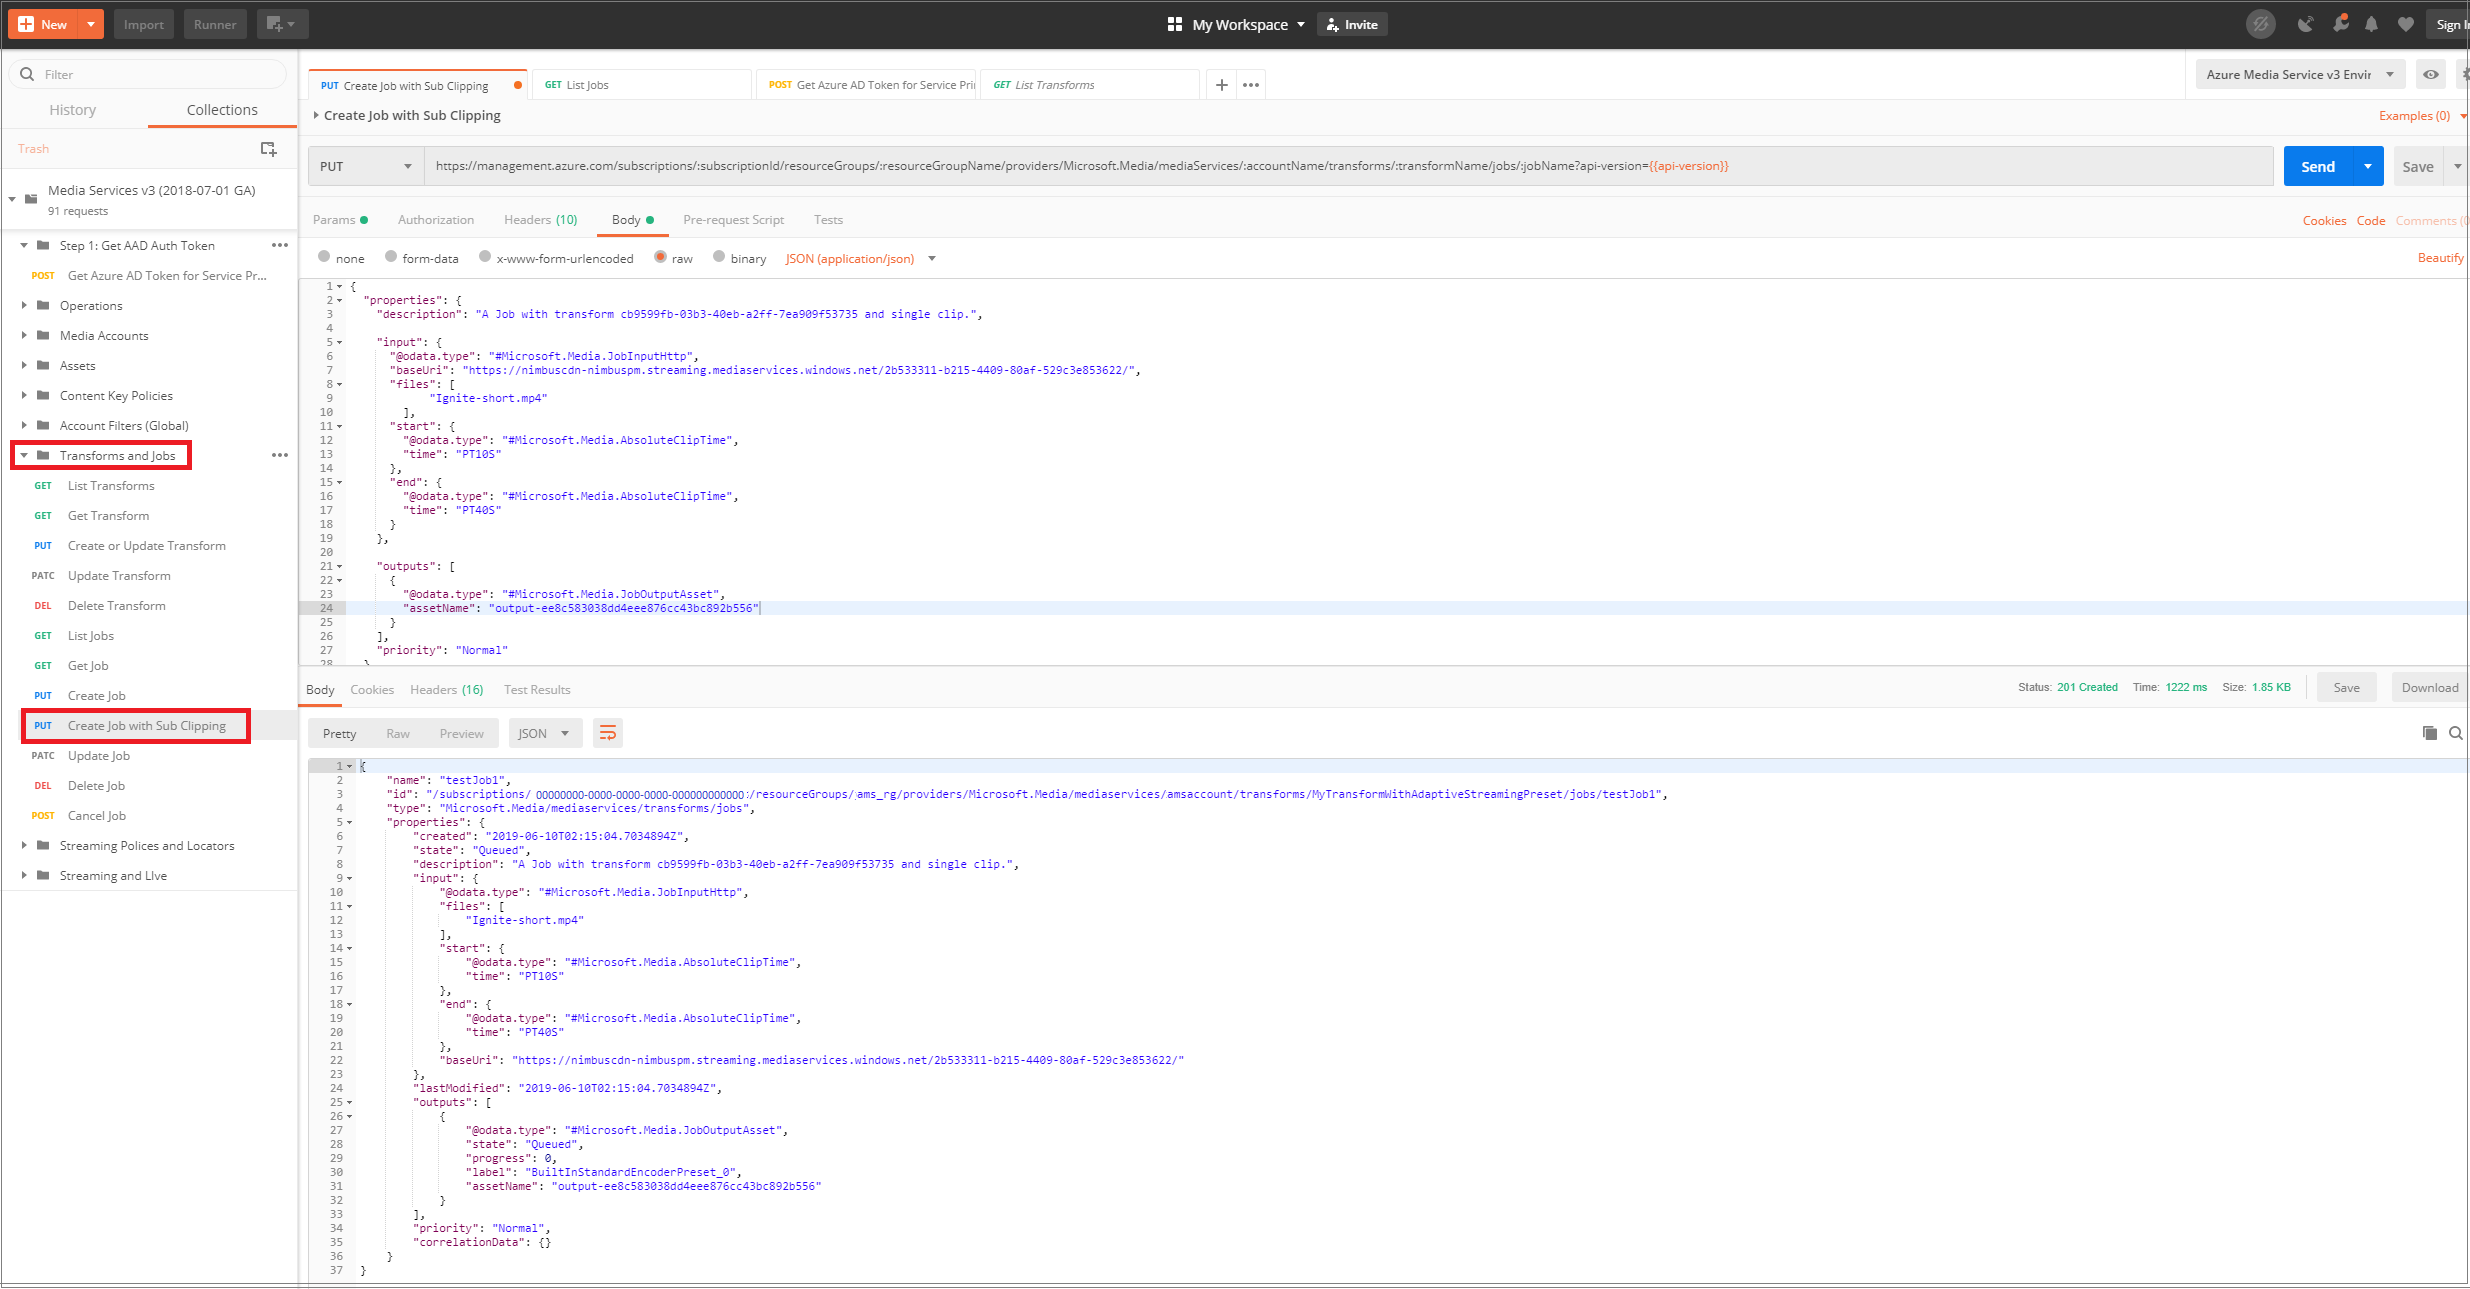 New
Import
Runner
My Workspace
Invite
Sign I
Filter
History
Collections
Trash
Media Services v3 (2018-07-01 GA)
91 requests
Step 1: Get AAD Auth Token
POST Get Azure AD Token for Service Pr...
Operations
Media Accounts
Assets
Content Key Policies
Account Filters (Global)
Transforms and Jobs
GET List Transforms
GET Get Transform
PUT Create or Update Transform
PATC Update Transform
DEL Delete Transform
GET List Jobs
GET Get Job
PUT Create Job
PUT Create Job with Sub Clipping
PATC Update Job
DEL Delete Job
POST Cancel Job
Streaming Polices and Locators
Streaming and LIve
PUT Create Job with Sub Clipping
GET List Jobs
POST Get Azure AD Token for Service Pri
GET List Transforms
Azure Media Service v3 Envir
Create Job with Sub Clipping
Examples (0)
PUT
https://management.azure.com/subscriptions/:subscriptionId/resourceGroups/:resourceGroupName/providers/Microsoft.Media/mediaServices/:accountName/transforms/:transformName/jobs/:jobName?api-version={{api-version}}
Send
Save
Params
Authorization
Headers (10)
Body
Pre-request Script
Tests
Cookies
Code
Comments (0
none
form-data
x-www-form-urlencoded
raw
binary
JSON (application/json)
Beautify
1 {
2 "properties": {
3 "description": "A Job with transform cb9599fb-03b3-40eb-a2ff-7ea909f53735 and single clip.",
4
5 "input": {
6 "@odata.type": "#Microsoft.Media.JobInputHttp",
7 "baseUri": "https://nimbuscdn-nimbuspm.streaming.mediaservices.windows.net/2b533311-b215-4409-80af-529c3e853622/",
8 "files": [
9 "Ignite-short.mp4"
10 ],
11 "start": {
12 "@odata.type": "#Microsoft.Media.AbsoluteClipTime",
13 "time": "PT10S"
14 },
15 "end": {
16 "@odata.type": "#Microsoft.Media.AbsoluteClipTime",
17 "time": "PT40S"
18 }
19 },
20
21 "outputs": [
22 {
23 "@odata.type": "#Microsoft.Media.JobOutputAsset",
24 "assetName": "output-ee8c583038dd4eee876cc43bc892b556"
25 }
26 ],
27 "priority": "Normal"
28 }
Body
Cookies
Headers (16)
Test Results
Status: 201 Created
Time: 1222 ms
Size: 1.85 KB
Save
Download
Pretty
Raw
Preview
JSON
1 {
2 "name": "testJob1",
3 "id": "/subscriptions/ 00000000-0000-0000-0000-000000000000:/resourceGroups/ams_rg/providers/Microsoft.Media/mediaservices/amsaccount/transforms/MyTransformWithAdaptiveStreamingPreset/jobs/testJob1",
4 "type": "Microsoft.Media/mediaservices/transforms/jobs",
5 "properties": {
6 "created": "2019-06-10T02:15:04.7034894Z",
7 "state": "Queued",
8 "description": "A Job with transform cb9599fb-03b3-40eb-a2ff-7ea909f53735 and single clip.",
9 "input": {
10 "@odata.type": "#Microsoft.Media.JobInputHttp",
11 "files": [
12 "Ignite-short.mp4"
13 ],
14 "start": {
15 "@odata.type": "#Microsoft.Media.AbsoluteClipTime",
16 "time": "PT10S"
17 },
18 "end": {
19 "@odata.type": "#Microsoft.Media.AbsoluteClipTime",
20 "time": "PT40S"
21 },
22 "baseUri": "https://nimbuscdn-nimbuspm.streaming.mediaservices.windows.net/2b533311-b215-4409-80af-529c3e853622/"
23 },
24 "lastModified": "2019-06-10T02:15:04.7034894Z",
25 "outputs": [
26 {
27 "@odata.type": "#Microsoft.Media.JobOutputAsset",
28 "state": "Queued",
29 "progress": 0,
30 "label": "BuiltInStandardEncoderPreset_0",
31 "assetName": "output-ee8c583038dd4eee876cc43bc892b556"
32 }
33 ],
34 "priority": "Normal",
35 "correlationData": {}
36 }
37 }